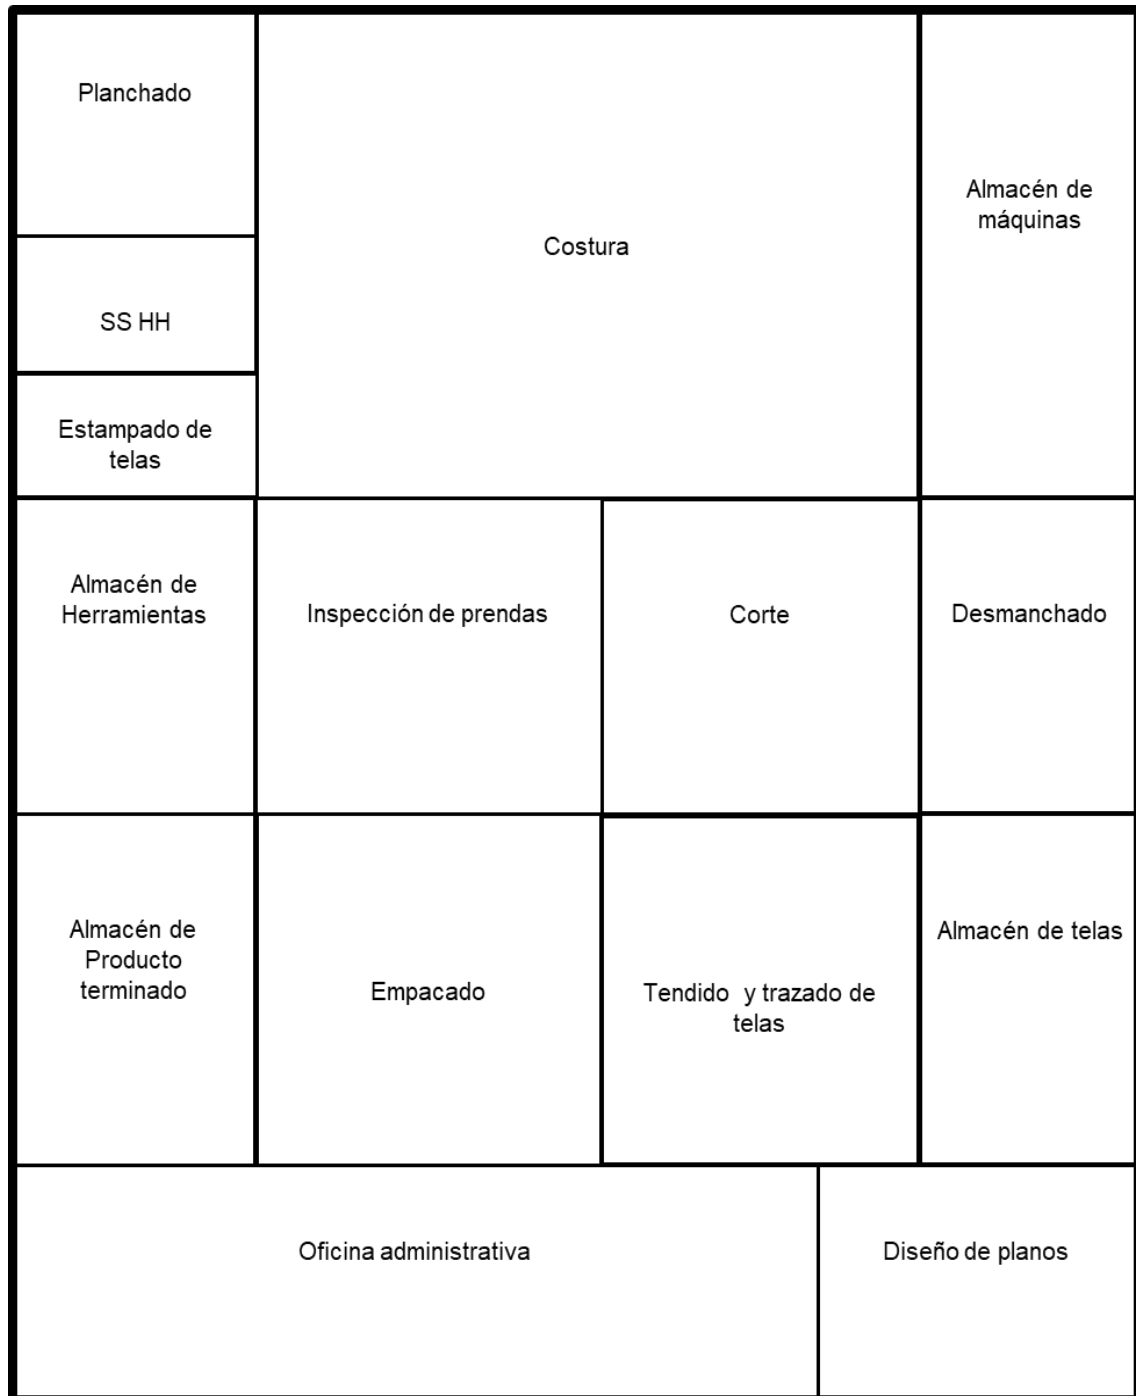 Planchado
Costura
Almacén de
máquinas
SS HH
Estampado de
telas
Almacén de
Herramientas
Inspección de prendas
Corte
Desmanchado
Almacén de
Producto
terminado
Empacado
Tendido y trazado de
telas
Almacén de telas
Oficina administrativa
Diseño de planos